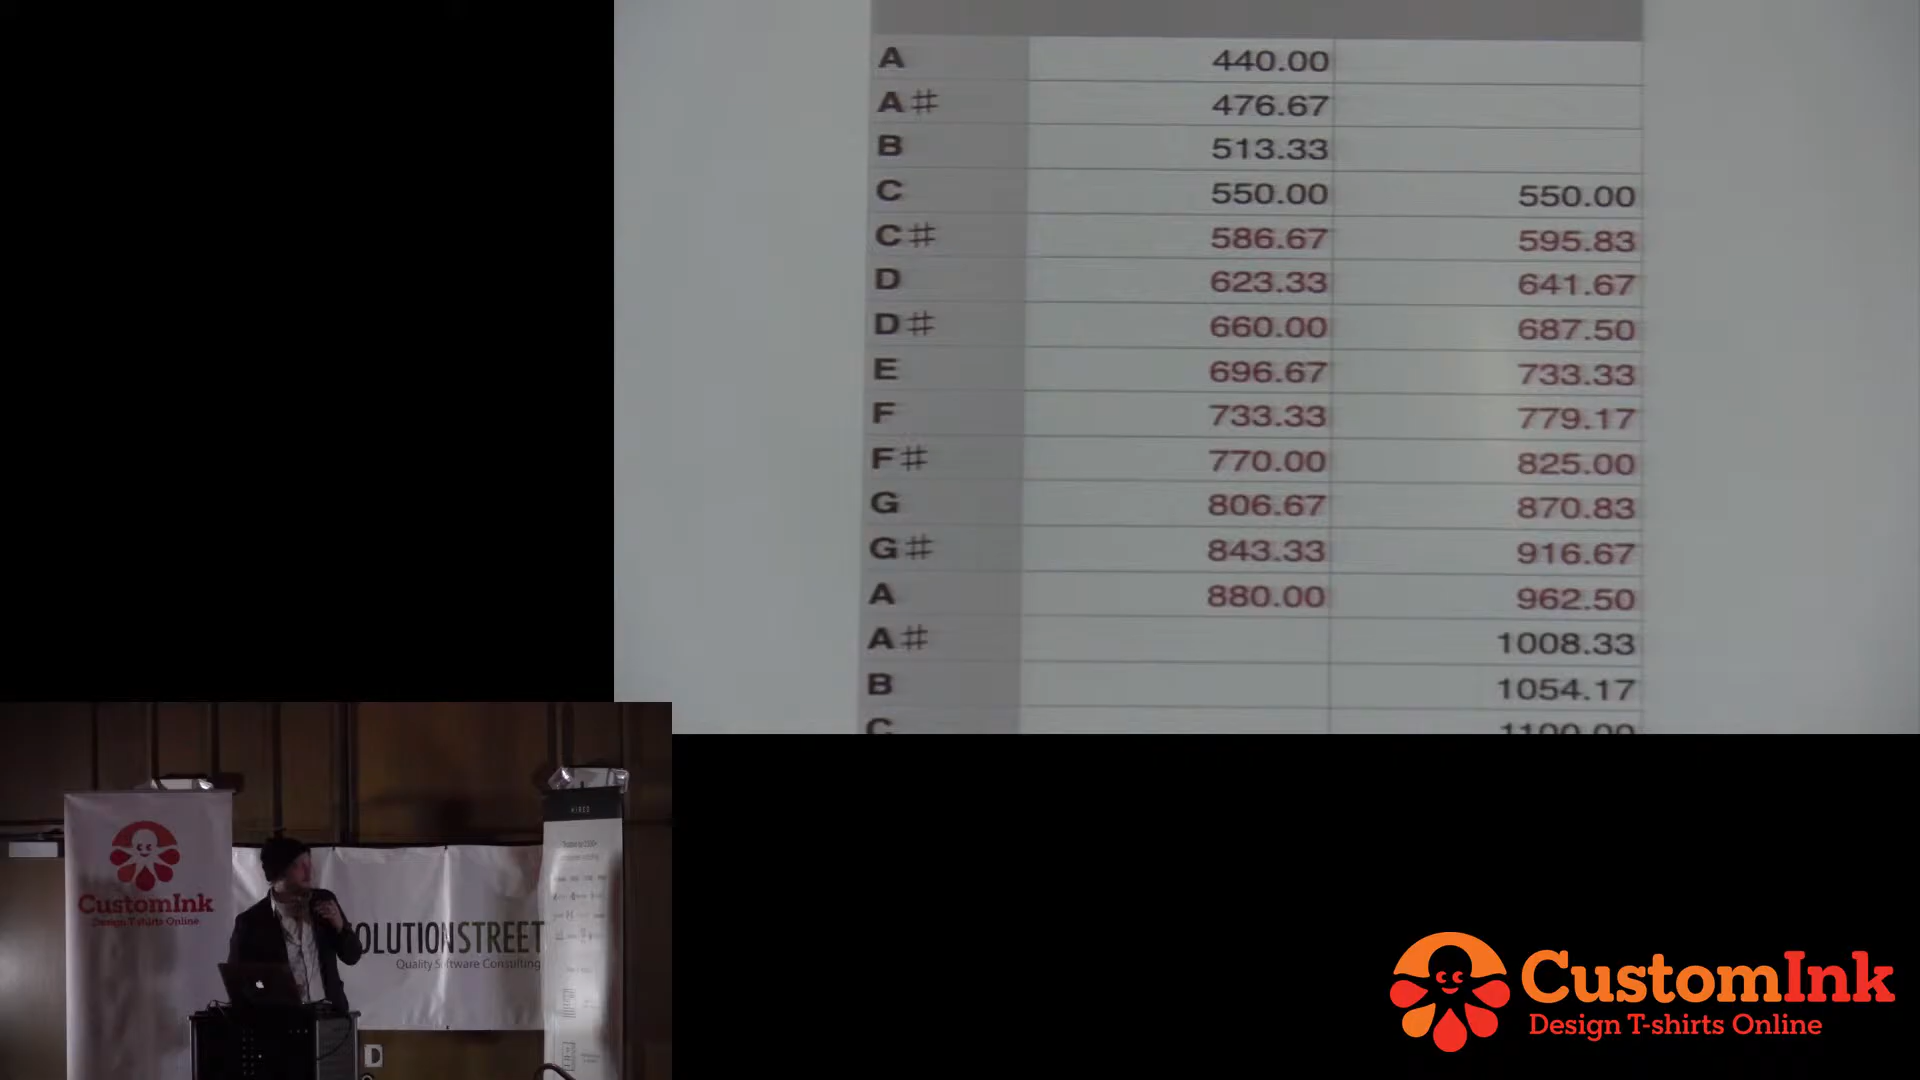 A 440.00
A# 476.67
B 513.33
C 550.00 550.00
C# 586.67 595.83
D 623.33 641.67
D# 660.00 687.50
E 696.67 733.33
F 733.33 779.17
F# 770.00 825.00
G 806.67 870.83
G# 843.33 916.67
A 880.00 962.50
A# 1008.33
B 1054.17
C 1100.00
CustomInk
Design T-shirts Online
OLUTIONSTREET
Quality Software Consulting
HIRED
D
CustomInk
Design T-shirts Online